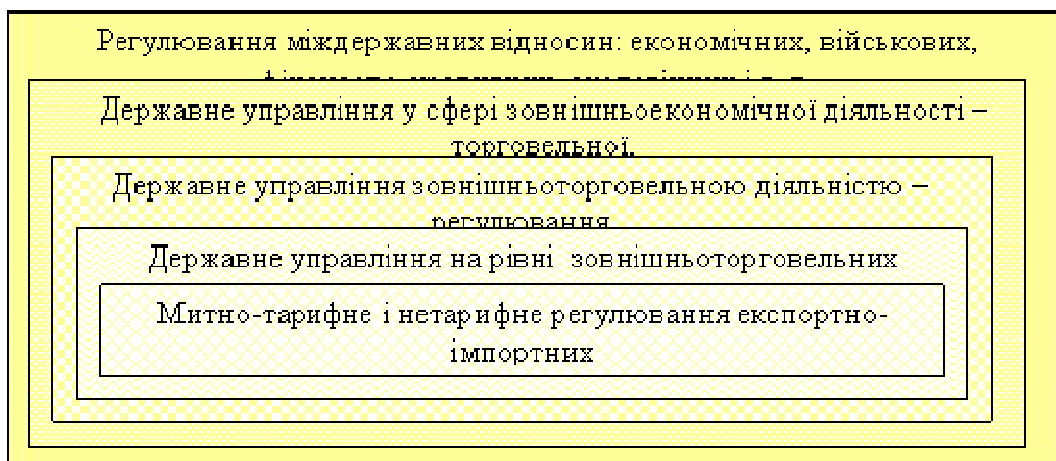 Регулювання міждержавних відносин: економічних, військових,
Державне управління у сфері зовнішньоекономічної діяльності –
торговельної,
Державне управління зовнішньоторговельною діяльністю –
регулювання
Державне управління на рівні зовнішньоторговельних
Митно-тарифне і нетарифне регулювання експортно-
імпортних